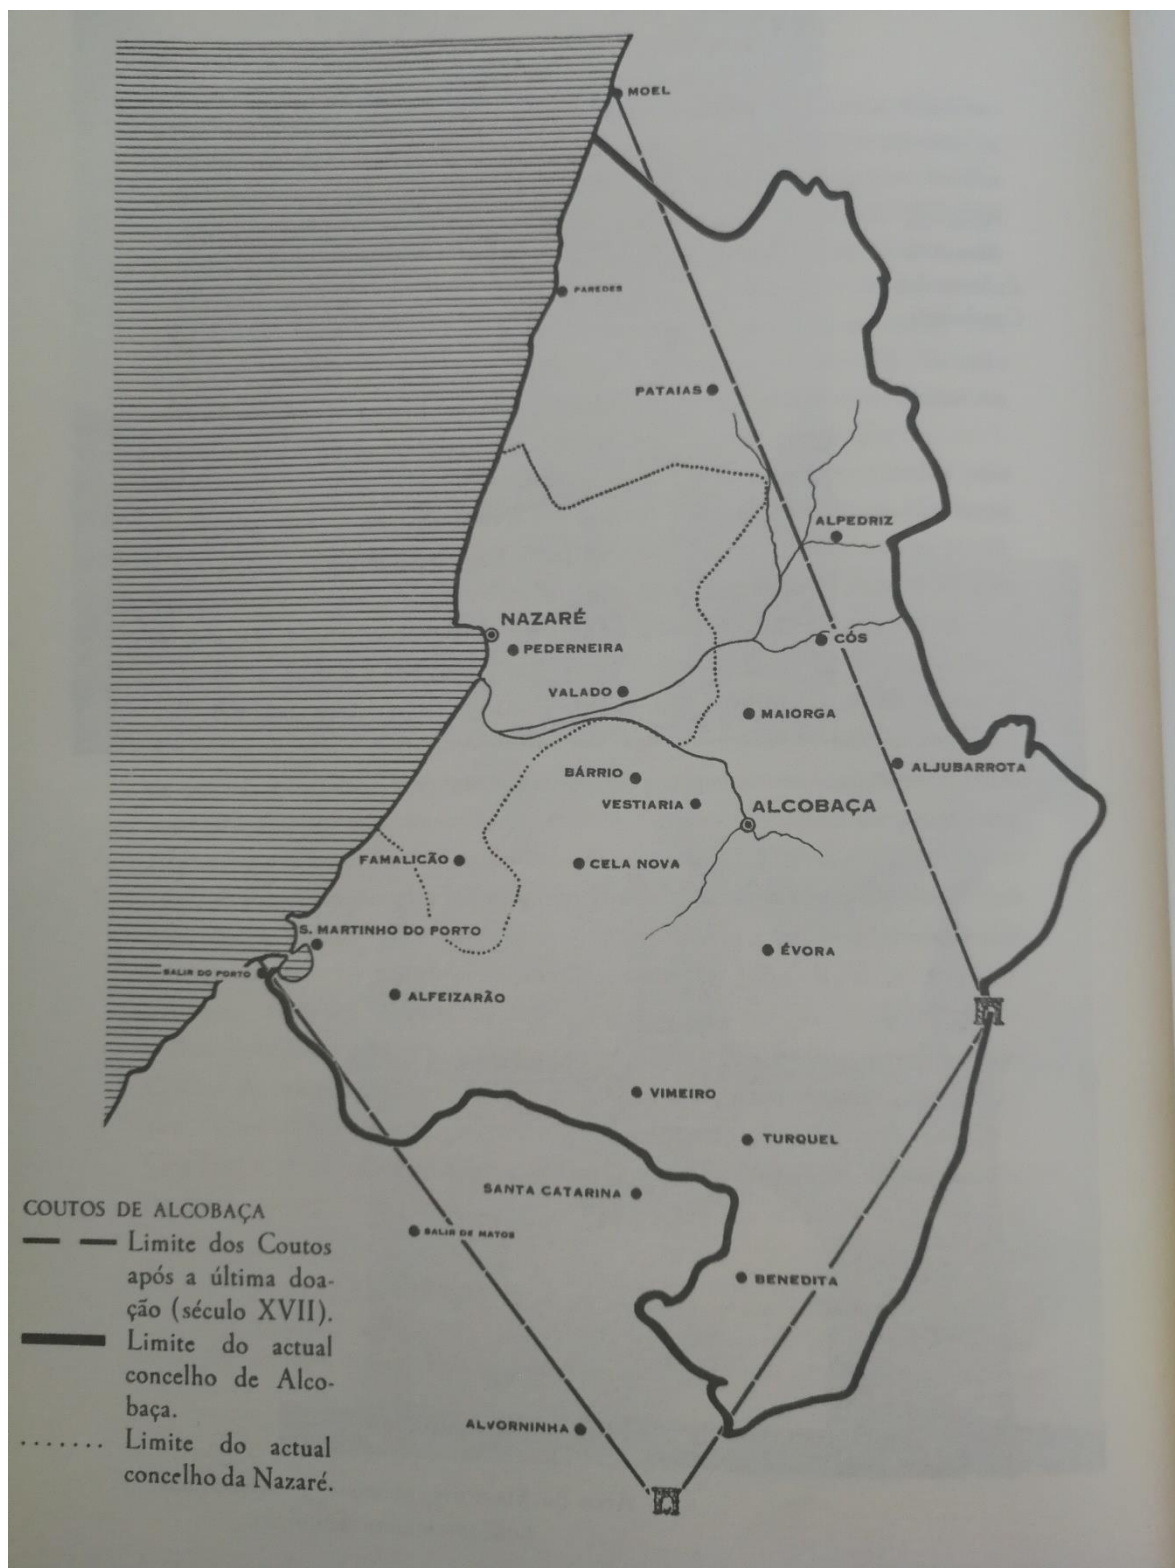 MOEL
PAREDES
PATAIAS
ALPEDRIZ
NAZARÉ
CÓS
PEDERNEIRA
VALADO
MAIORGA
ALJUBARROTA
BÁRRIO
VESTIARIA
ALCOBAÇA
FAMALICÃO
CELA NOVA
S. MARTINHO DO PORTO
ÉVORA
SALIR DO PORTO
ALFEIZARÃO
VIMEIRO
TURQUEL
SANTA CATARINA
SALIR DE MATOS
BENEDITA
ALVORNINHA
COUTOS DE ALCOBAÇA
Limite dos Coutos
após a última doa-
ção (século XVII).
Limite do actual
concelho de Alco-
baça.
Limite do actual
concelho da Nazaré.